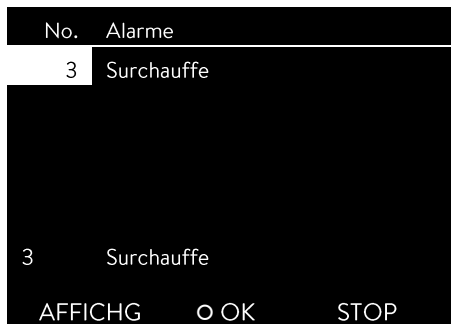 No. Alarme
3 Surchauffe
3 Surchauffe
AFFICHG O OK STOP